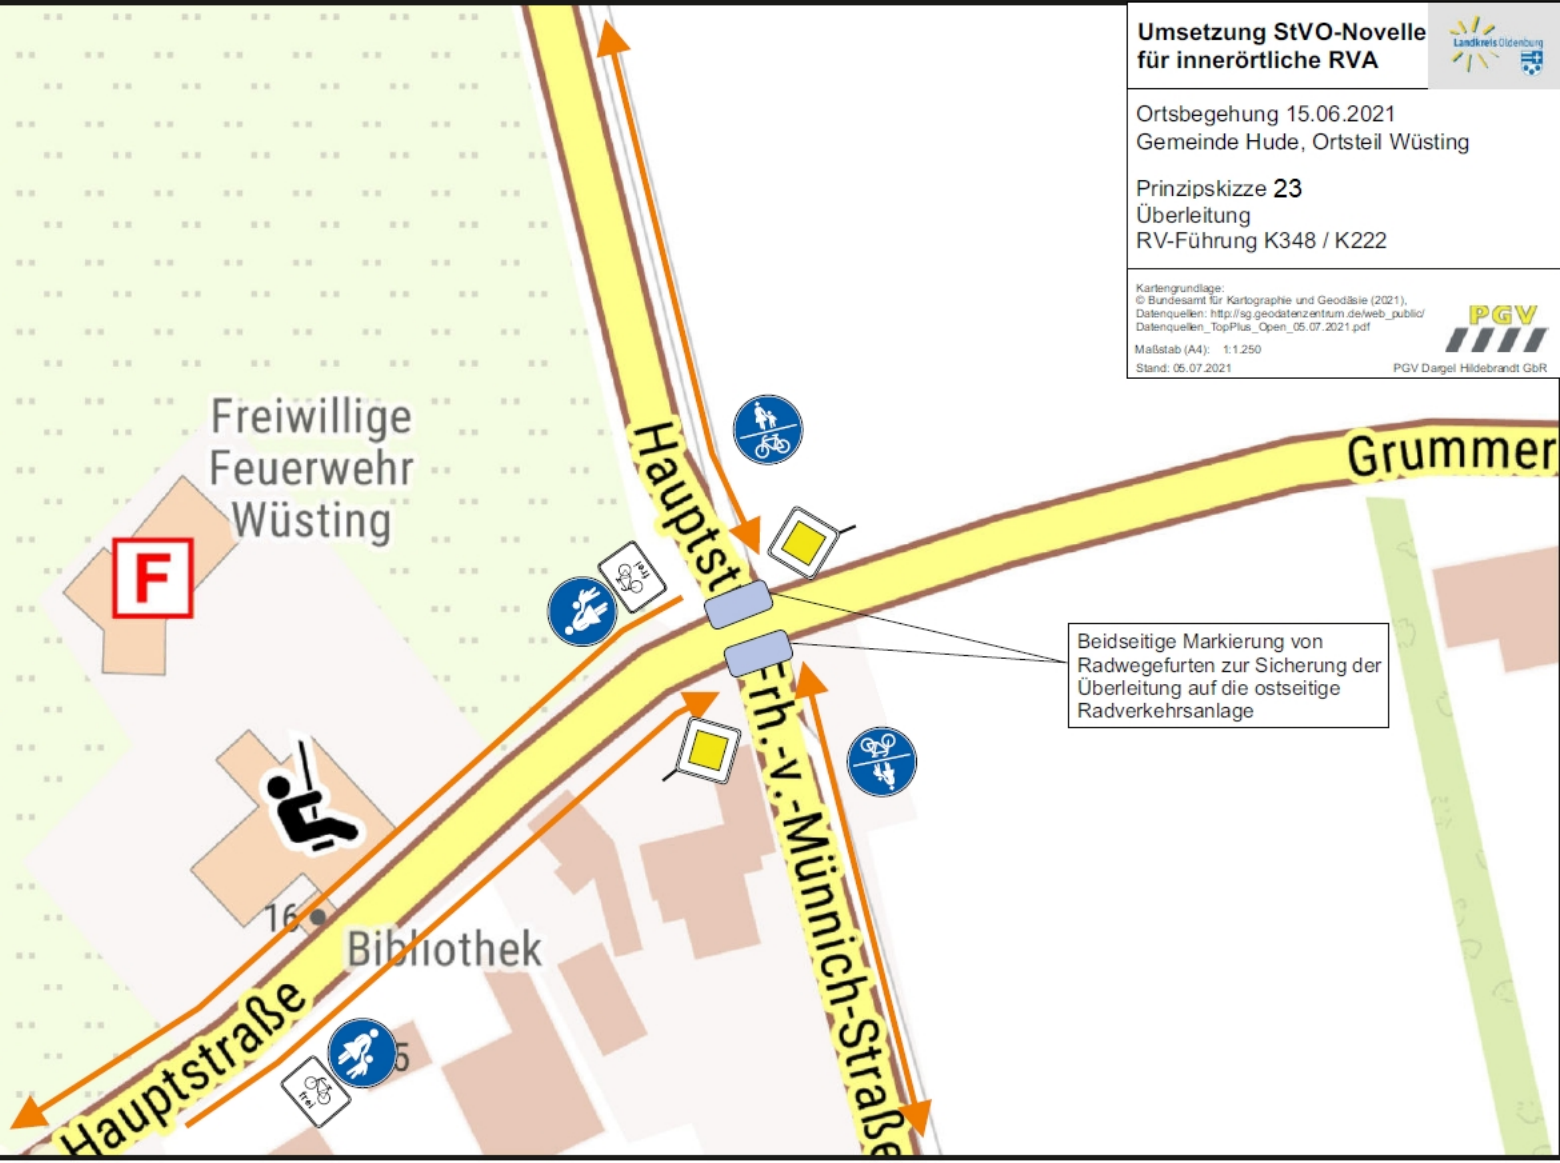 Umsetzung StVO-Novelle
für innerörtliche RVA
Landkreis Oldenburg
Ortsbegehung 15.06.2021
Gemeinde Hude, Ortsteil Wüsting
Prinzipskizze 23
Überleitung
RV-Führung K348 / K222
Kartengrundlage:
© Bundesamt für Kartographie und Geodäsie (2021),
Datenquellen: http://sg.geodatenzentrum.de/web_public/
Datenquellen_TopPlus_Open_05.07.2021.pdf
Maßstab (A4): 1:1.250
Stand: 05.07.2021
PGV
PGV Dargel Hildebrandt GbR
Freiwillige
Feuerwehr
Wüsting
F
Hauptst
Grummer
frei
Beidseitige Markierung von
Radwegefurten zur Sicherung der
Überleitung auf die ostseitige
Radverkehrsanlage
Frh.-v.-Münnich-Straße
16
Bibliothek
Hauptstraße
5
frei